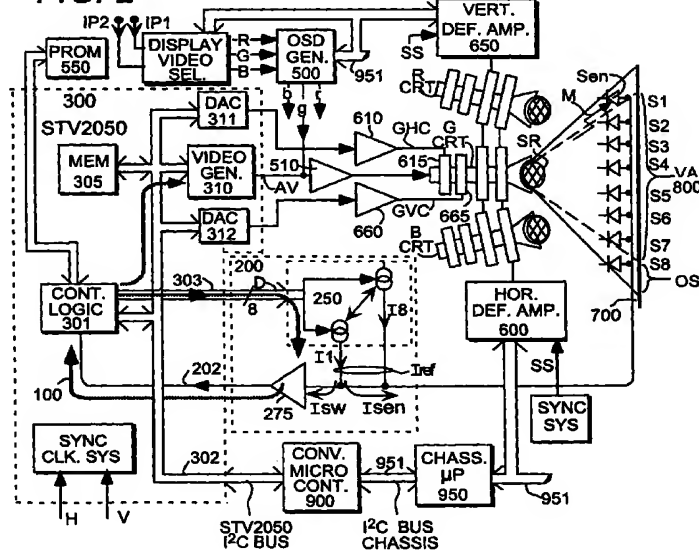 IP2 IP1
PROM
550
DISPLAY
VIDEO
SEL.
R
G
B
OSD
GEN.
500
951
SS
VERT.
DEF. AMP.
650
b g r
300
STV2050
DAC
311
MEM
305
VIDEO
GEN.
310
AV
510
DAC
312
610
GHC
615
660
GVC
665
R
CRT
G
CRT
B
CRT
SR
Sen
M
S1
S2
S3
S4
S5
S6
S7
S8
VA
800
OS
700
CONT.
LOGIC
301
303
200
D
8
250
I8
I1
Iref
Isw
Isen
275
202
100
HOR.
DEF. AMP.
600
SS
SYNC
SYS
SYNC
CLK. SYS
H
V
302
STV2050
I²C BUS
CONV.
MICRO
CONT.
900
951
I²C BUS
CHASSIS
CHASS.
µP
950
951